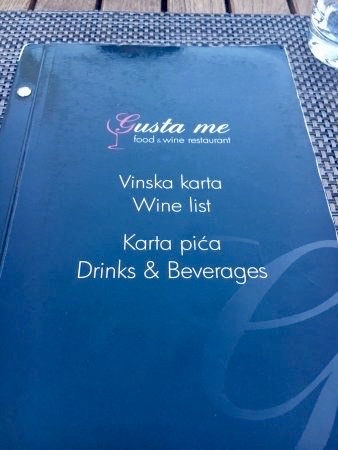 Gusta me
food & wine restaurant
Vinska karta
Wine list
Karta pića
Drinks & Beverages